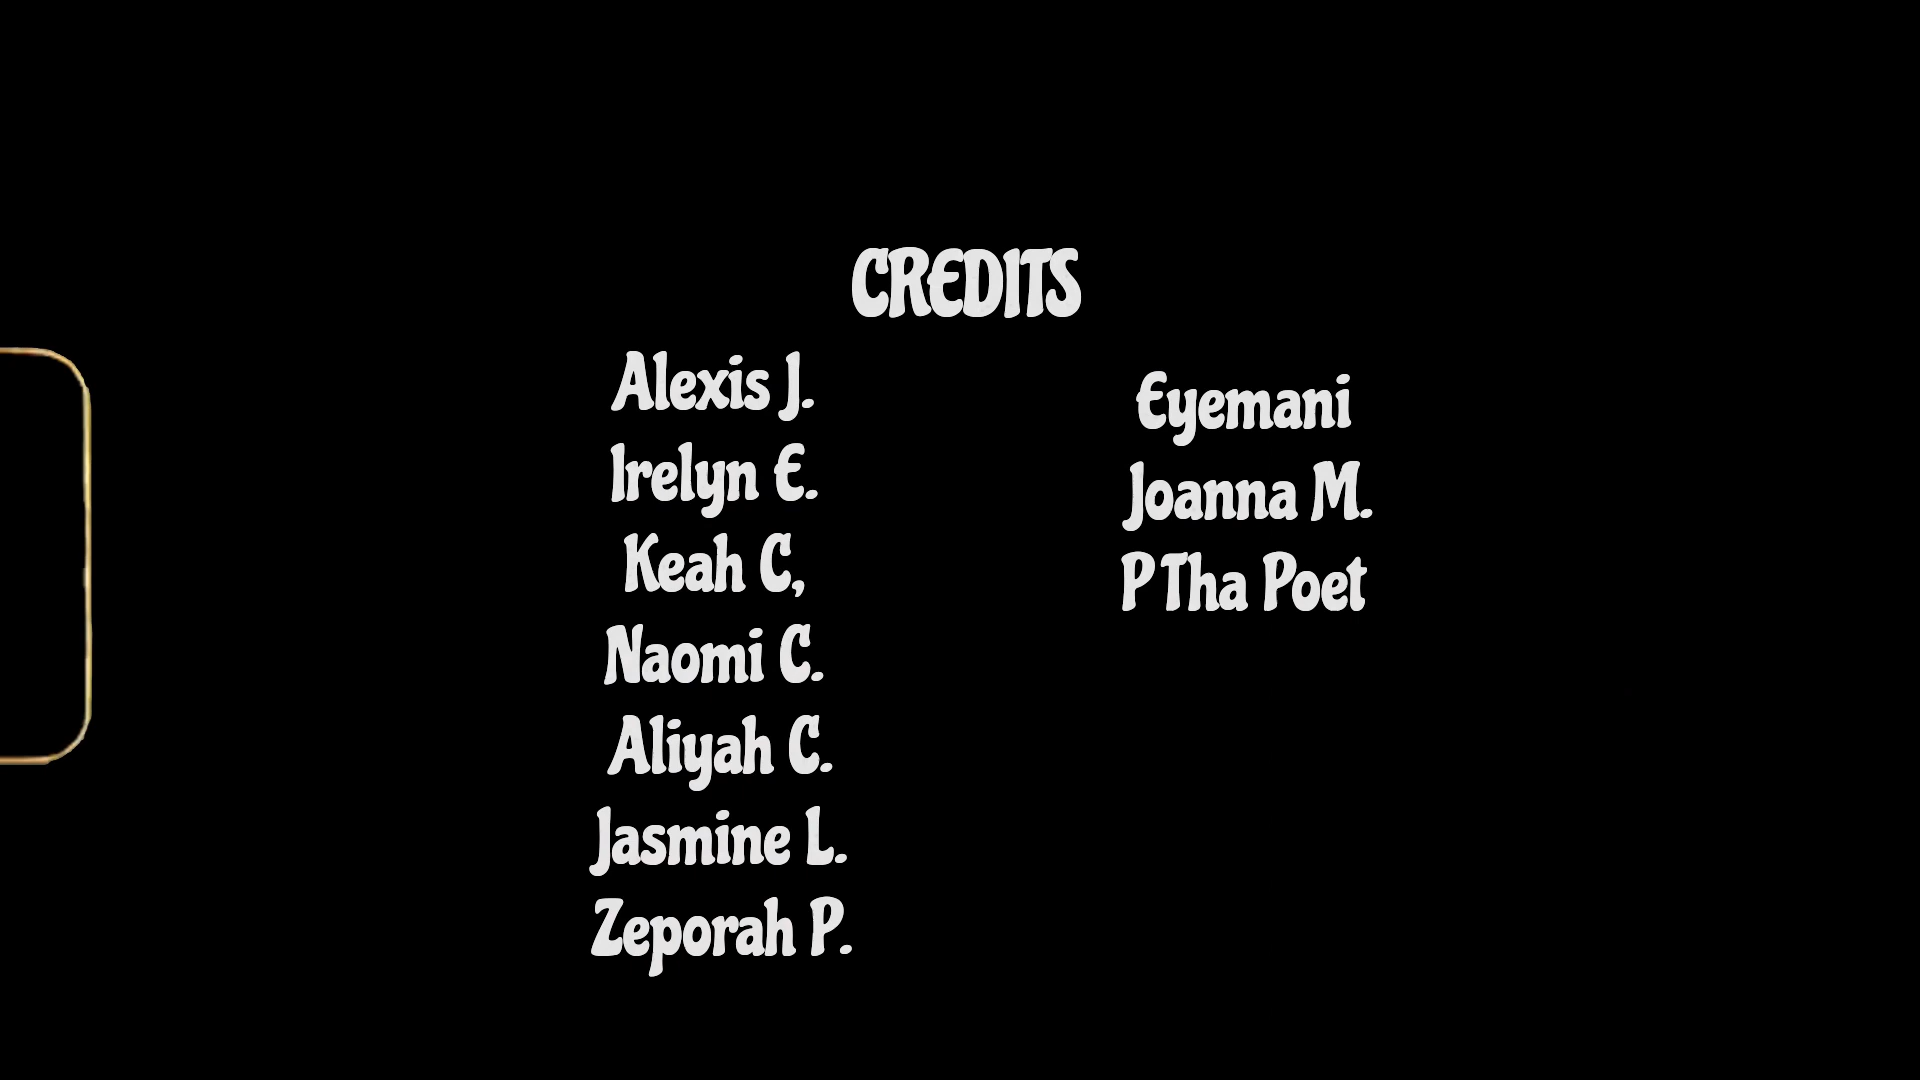 CREDITS
Alexis J.
Irelyn E.
Keah C,
Naomi C.
Aliyah C.
Jasmine L.
Zeporah P.
Eyemani
Joanna M.
P Tha Poet